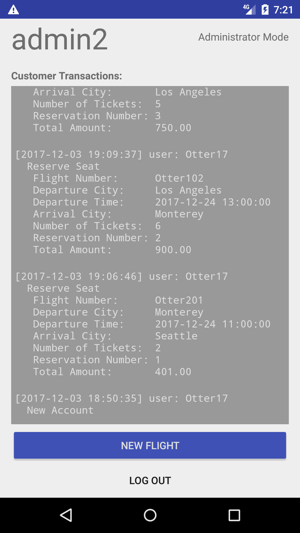 4G 7:21
admin2
Administrator Mode
Customer Transactions:
Arrival City: Los Angeles
Number of Tickets: 5
Reservation Number: 3
Total Amount: 750.00
[2017-12-03 19:09:37] user: Otter17
Reserve Seat
Flight Number: Otter102
Departure City: Los Angeles
Departure Time: 2017-12-24 13:00:00
Arrival City: Monterey
Number of Tickets: 6
Reservation Number: 2
Total Amount: 900.00
[2017-12-03 19:06:46] user: Otter17
Reserve Seat
Flight Number: Otter201
Departure City: Monterey
Departure Time: 2017-12-24 11:00:00
Arrival City: Seattle
Number of Tickets: 2
Reservation Number: 1
Total Amount: 401.00
[2017-12-03 18:50:35] user: Otter17
New Account
NEW FLIGHT
LOG OUT